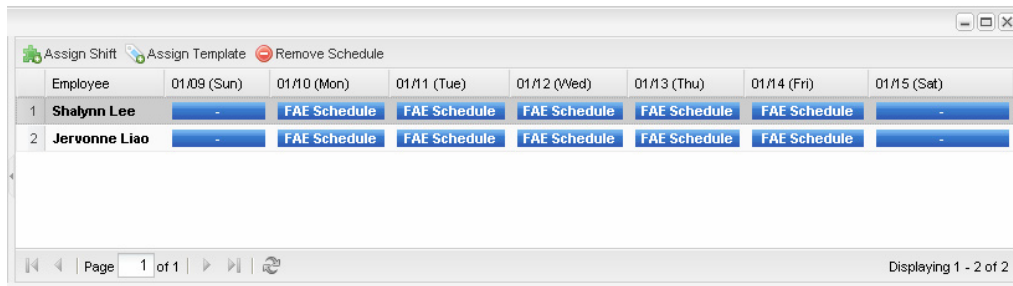 Assign Shift Assign Template Remove Schedule
Employee 01/09 (Sun) 01/10 (Mon) 01/11 (Tue) 01/12 (Wed) 01/13 (Thu) 01/14 (Fri) 01/15 (Sat)
1 Shalynn Lee - FAE Schedule FAE Schedule FAE Schedule FAE Schedule FAE Schedule -
2 Jervonne Liao - FAE Schedule FAE Schedule FAE Schedule FAE Schedule FAE Schedule -
Page 1 of 1 Displaying 1 - 2 of 2